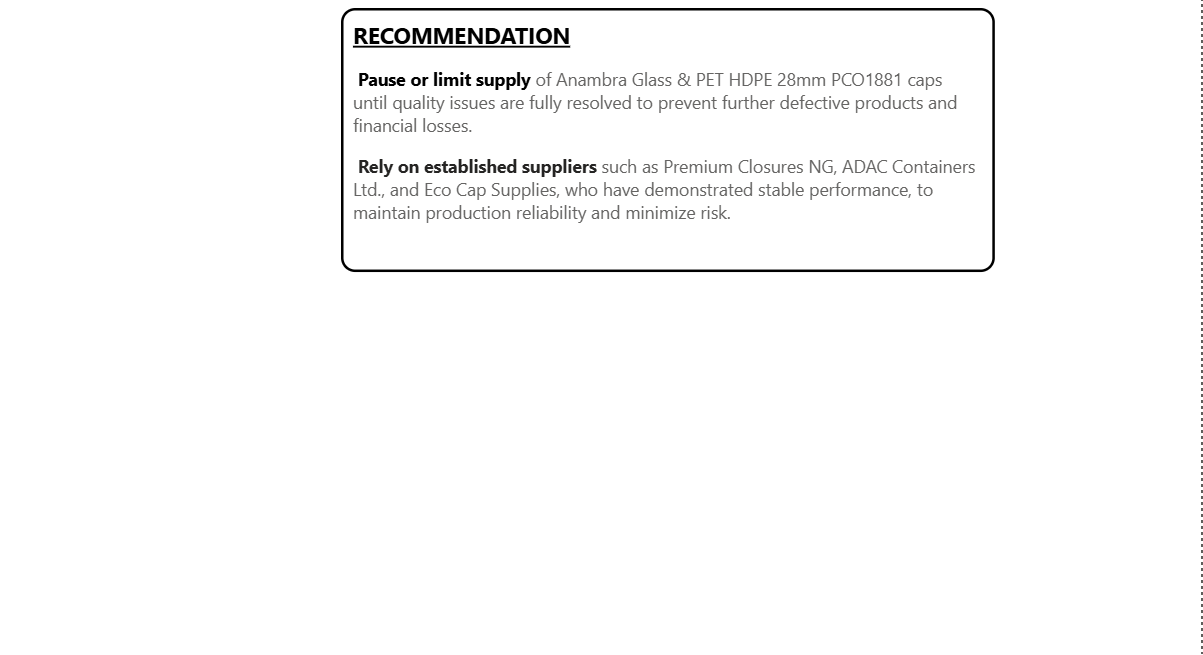 RECOMMENDATION
Pause or limit supply of Anambra Glass & PET HDPE 28mm PCO1881 caps
until quality issues are fully resolved to prevent further defective products and
financial losses.
Rely on established suppliers such as Premium Closures NG, ADAC Containers
Ltd., and Eco Cap Supplies, who have demonstrated stable performance, to
maintain production reliability and minimize risk.